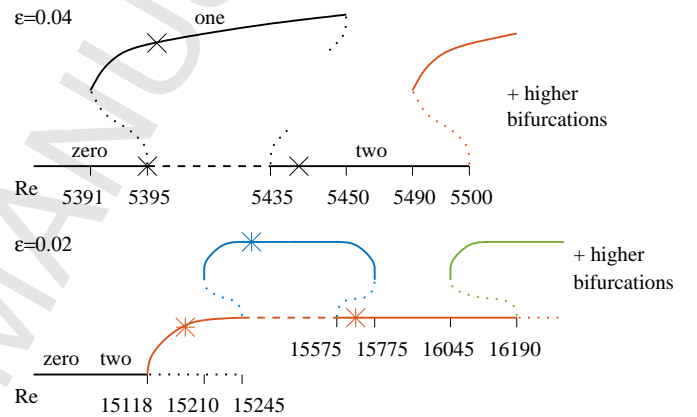 ε=0.04
one
+ higher
bifurcations
zero
two
Re
5391 5395 5435 5450 5490 5500
ε=0.02
+ higher
bifurcations
15575 15775 16045 16190
zero two
Re
15118 15210 15245